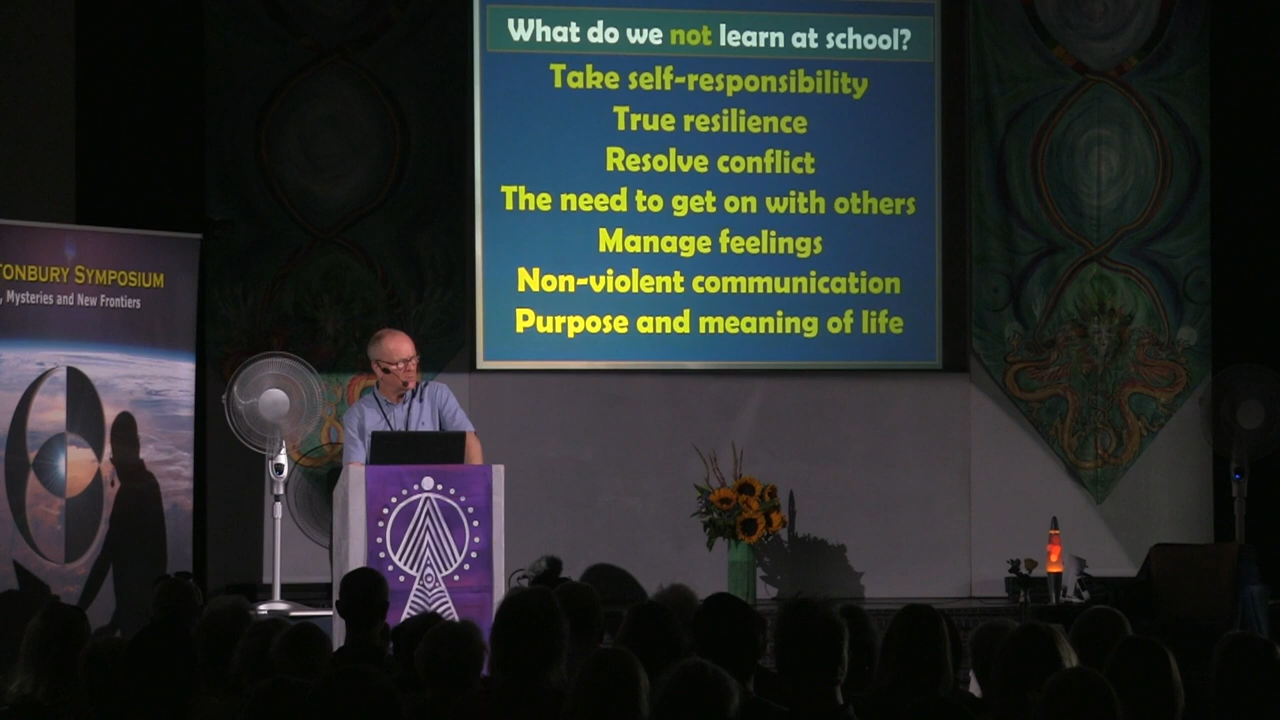 What do we not learn at school?
Take self-responsibility
True resilience
Resolve conflict
The need to get on with others
Manage feelings
Non-violent communication
Purpose and meaning of life
TONBURY SYMPOSIUM
, Mysteries and New Frontiers